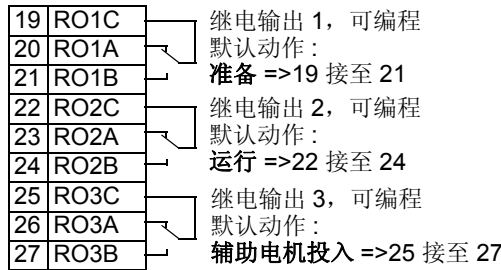 19 RO1C 继电输出 1，可编程
20 RO1A 默认动作：
21 RO1B 准备 =>19 接至 21
22 RO2C 继电输出 2，可编程
23 RO2A 默认动作：
24 RO2B 运行 =>22 接至 24
25 RO3C 继电输出 3，可编程
26 RO3A 默认动作：
27 RO3B 辅助电机投入 =>25 接至 27